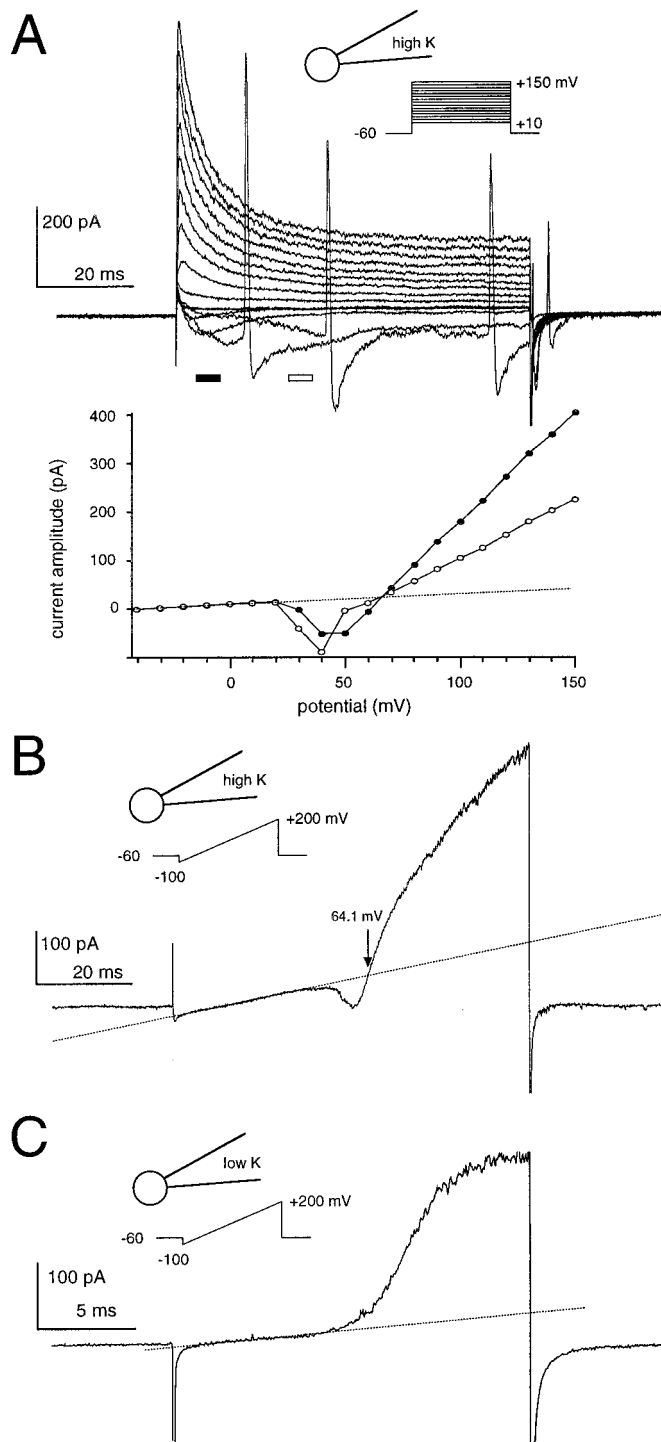 A
high K
+150 mV
-60
+10
200 pA
20 ms
400
300
200
100
0
current amplitude (pA)
0
50
100
150
potential (mV)
B
high K
+200 mV
-60
-100
64.1 mV
100 pA
20 ms
C
low K
+200 mV
-60
-100
100 pA
5 ms